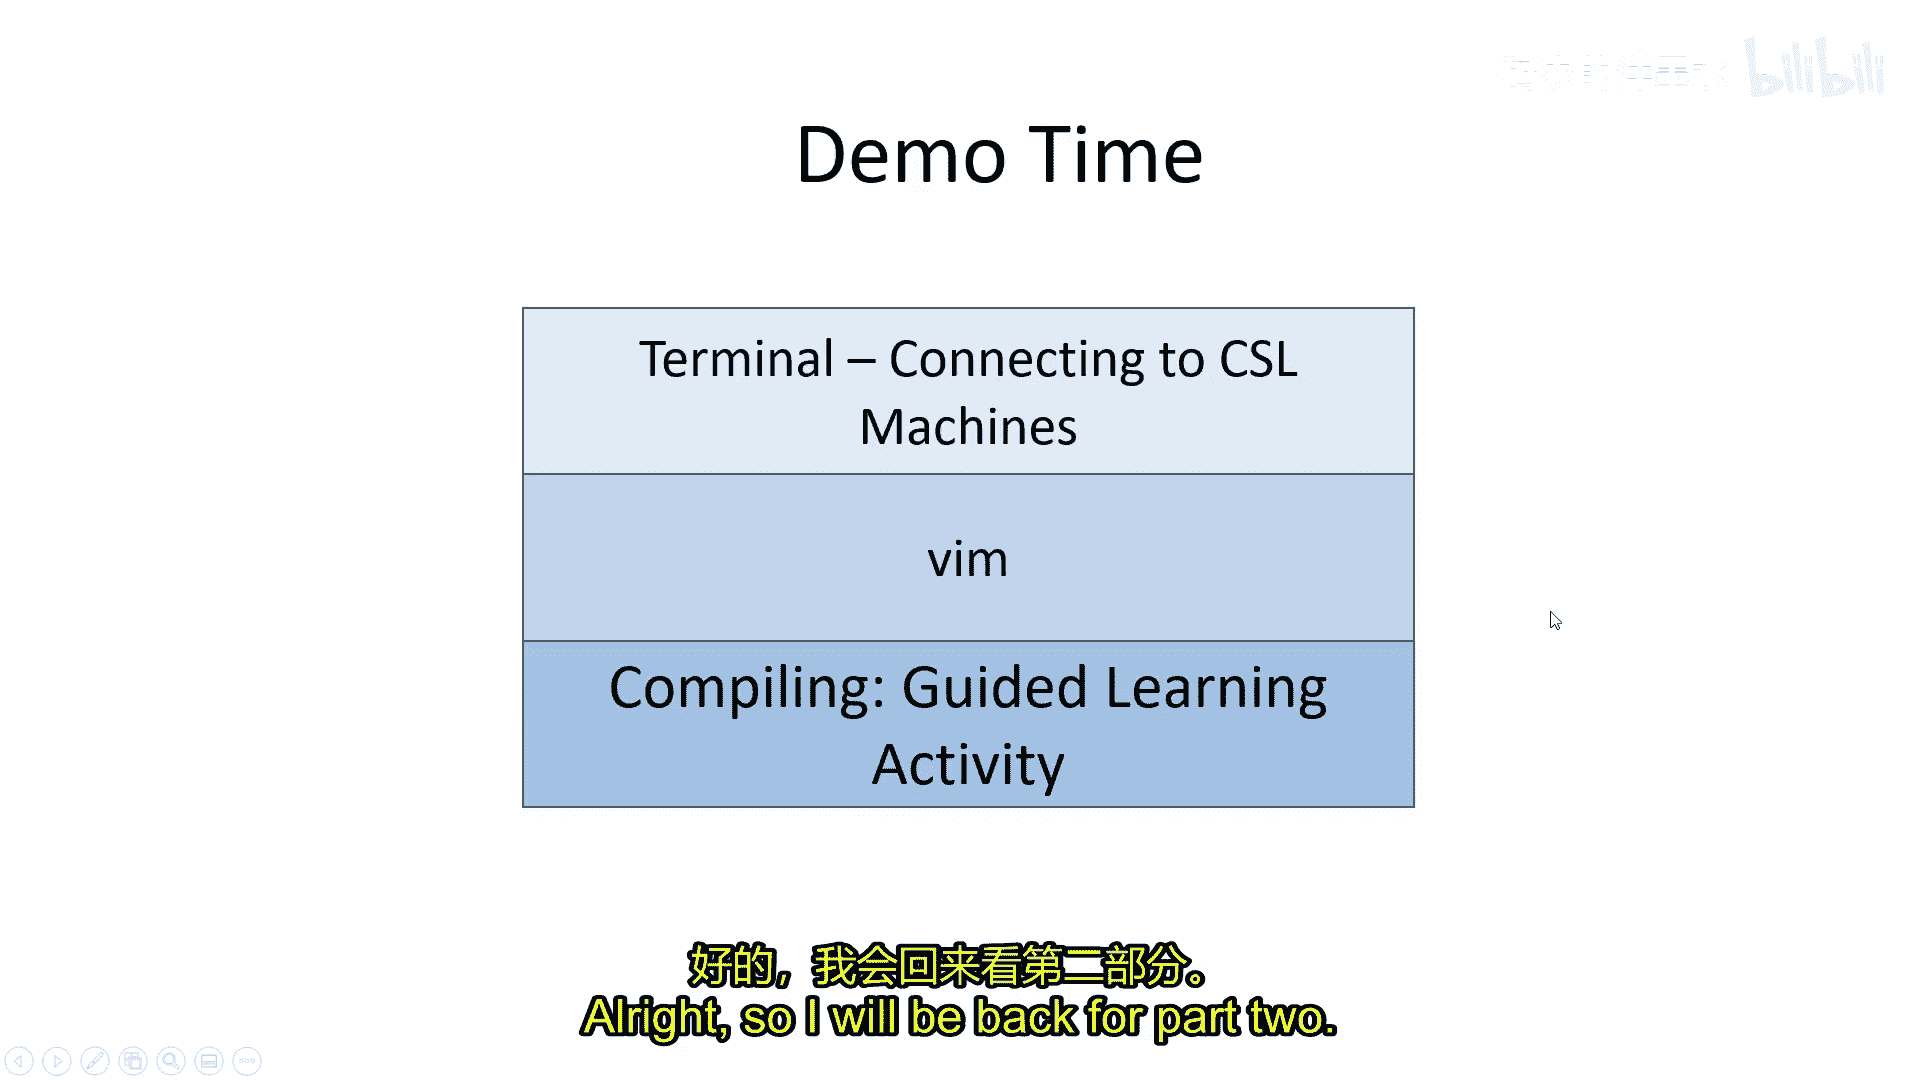 bilibili
Demo Time
Terminal – Connecting to CSL
Machines
vim
Compiling: Guided Learning
Activity
好的，我会回来看第二部分。
Alright, so I will be back for part two.